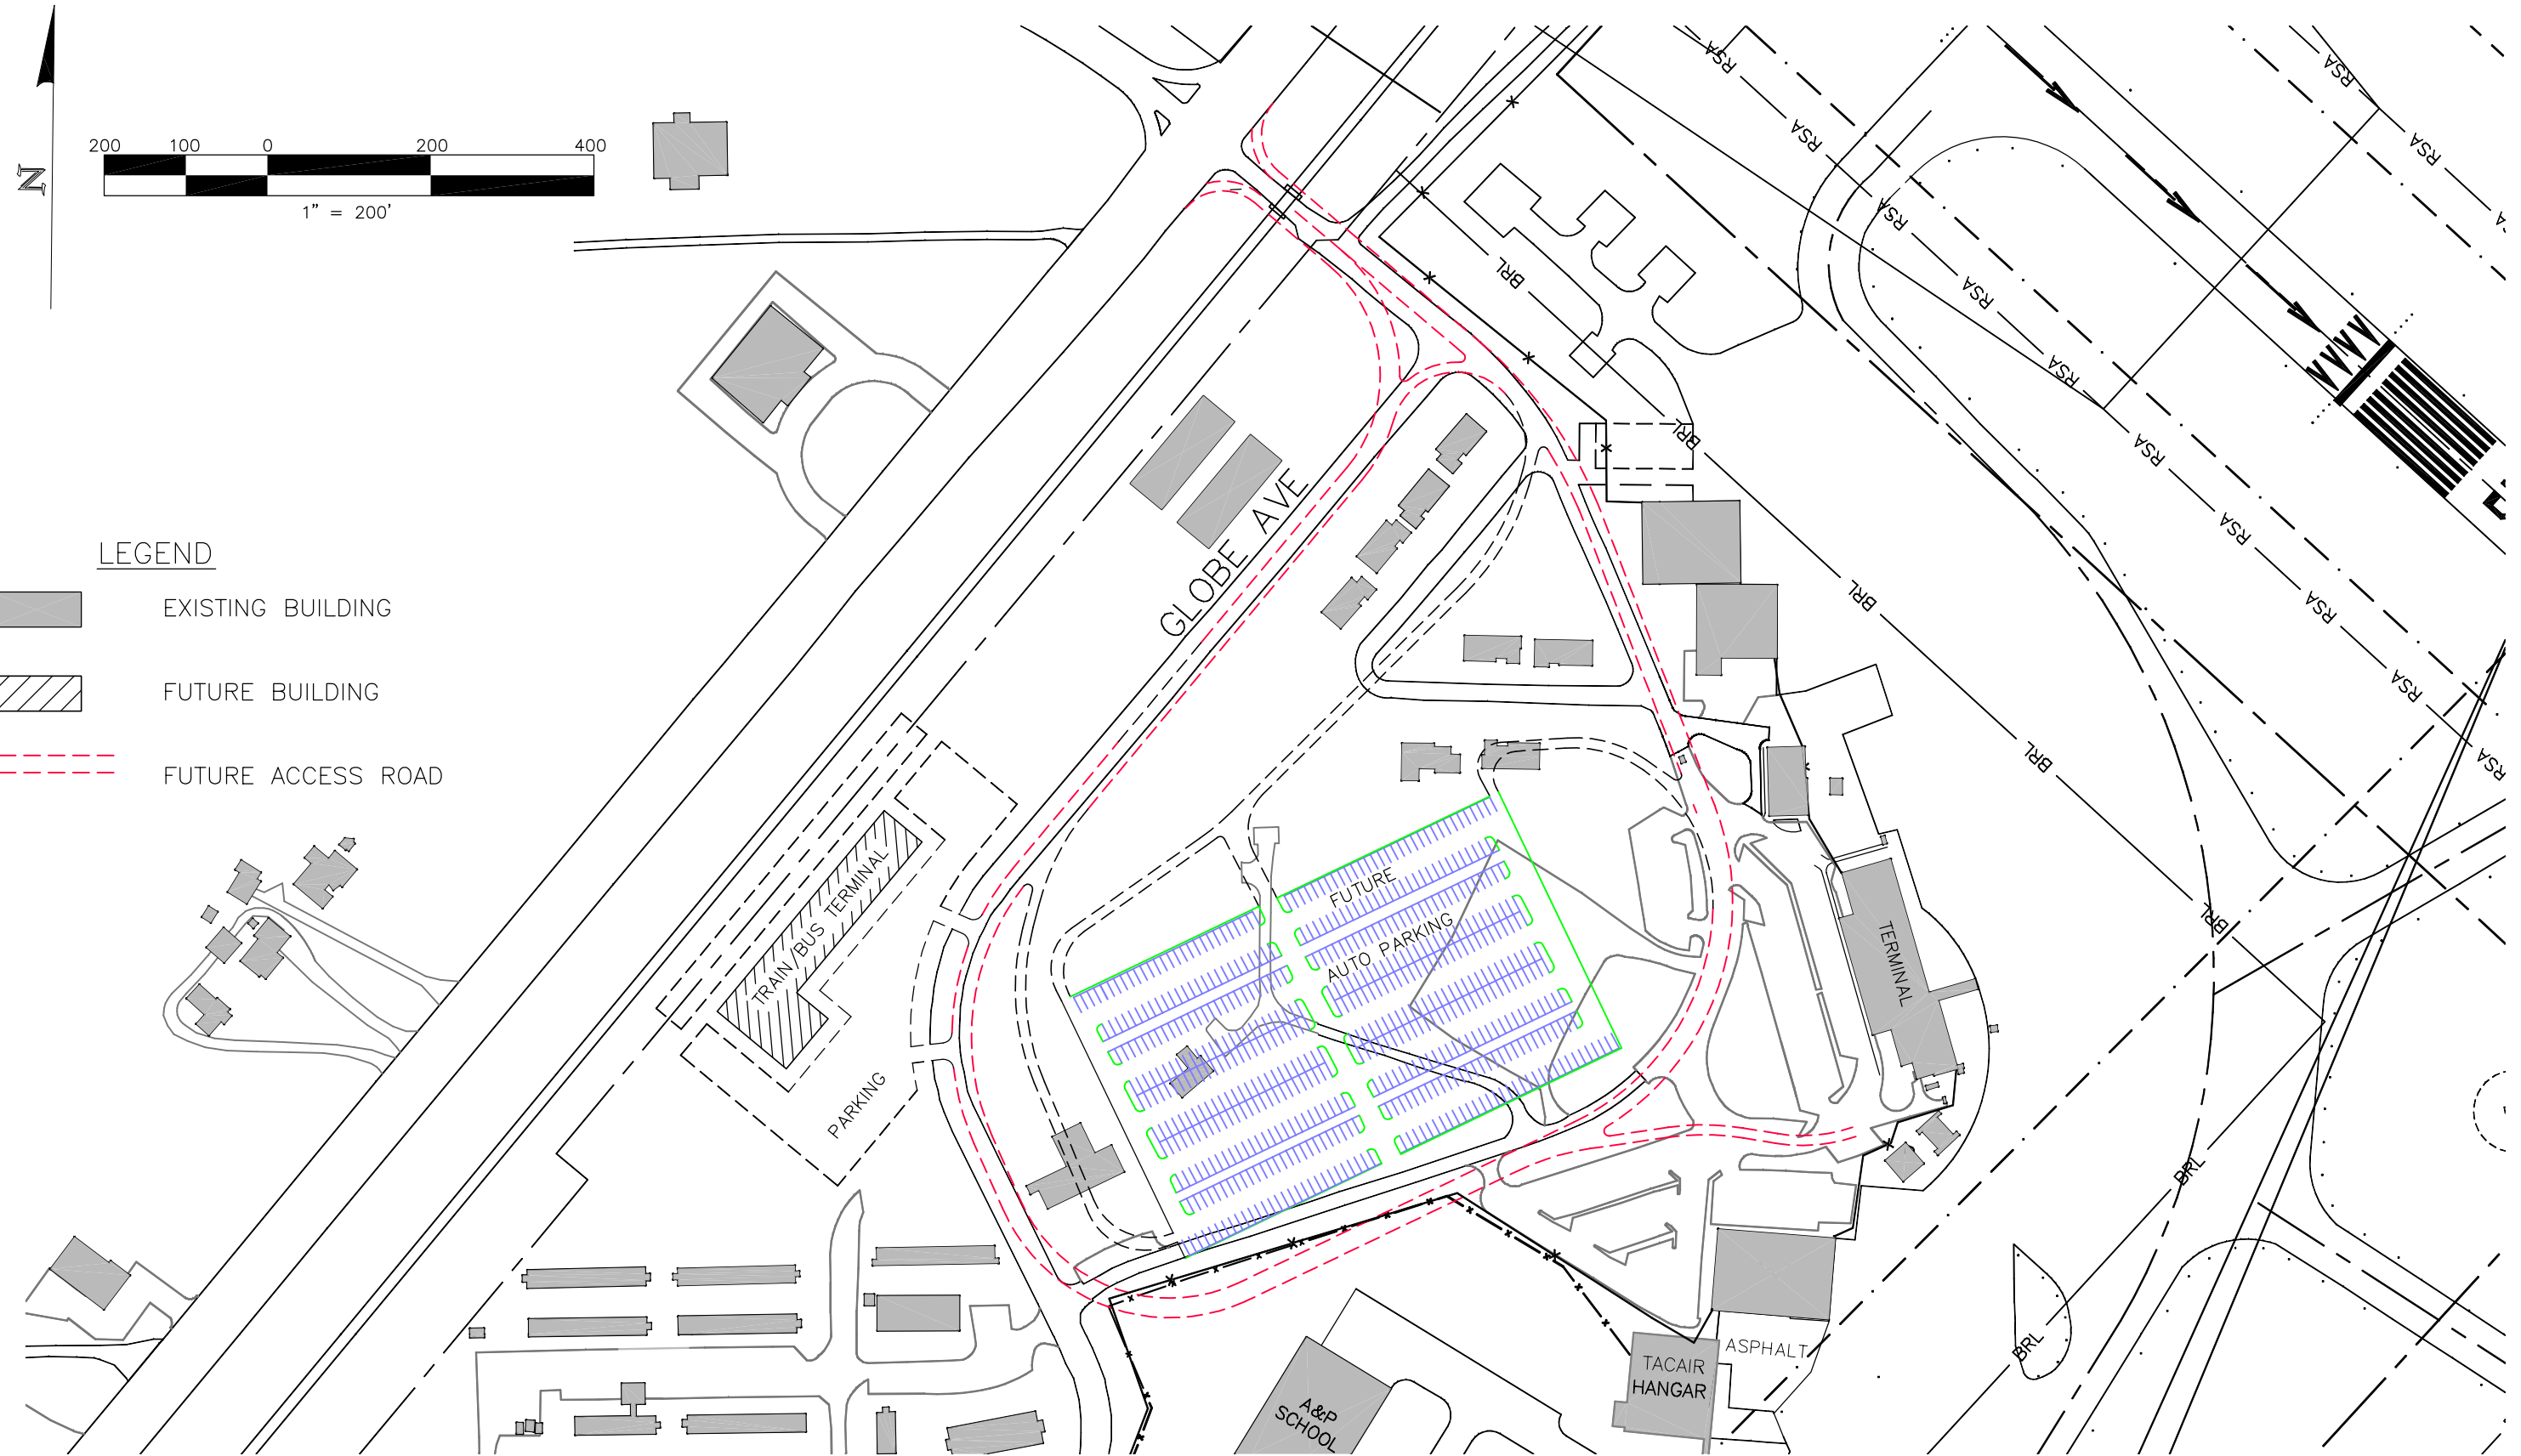 N
200 100 0 200 400
1” = 200'
LEGEND
EXISTING BUILDING
FUTURE BUILDING
FUTURE ACCESS ROAD
GLOBE AVE
TRAIN/BUS TERMINAL
PARKING
FUTURE
AUTO PARKING
TERMINAL
ASPHALT
TACAIR
HANGAR
A&P
SCHOOL
BRL
BRL
BRL
BRL
BRL
BRL
BRL
RSA
RSA
RSA
RSA
RSA
RSA
RSA
RSA
RSA
RSA
RSA
RSA